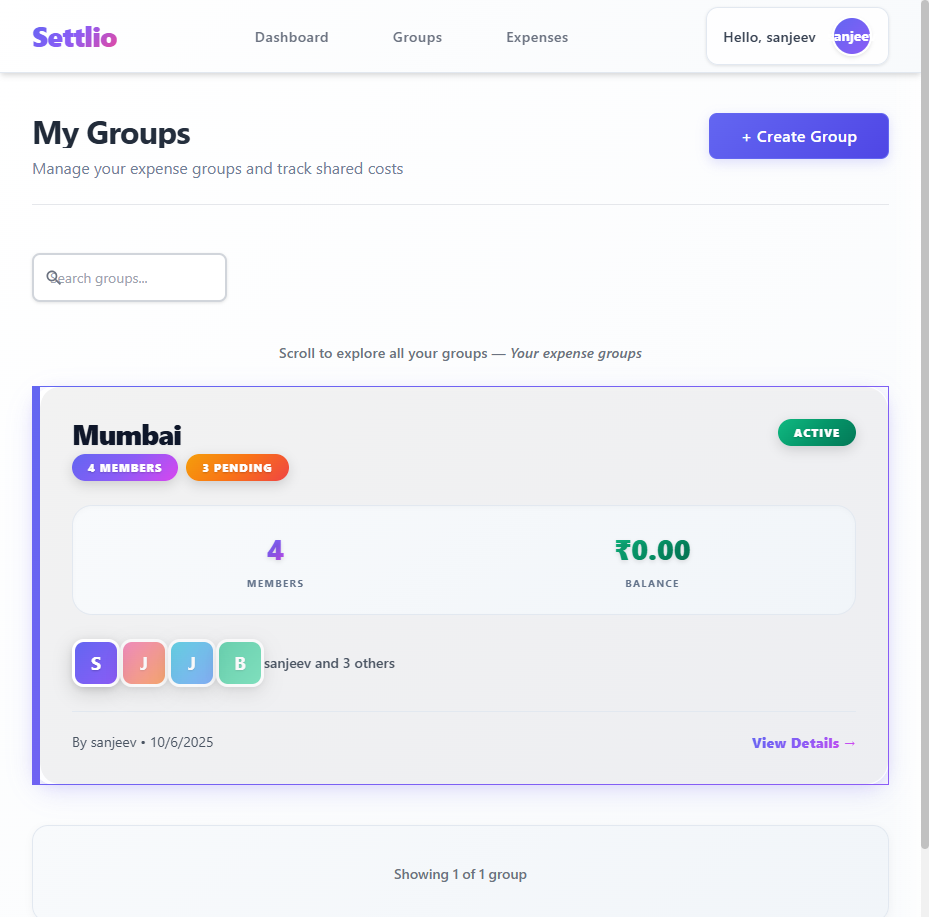 Settlio
Dashboard
Groups
Expenses
Hello, sanjeev
anjee
My Groups
+ Create Group
Manage your expense groups and track shared costs
Search groups...
Scroll to explore all your groups — Your expense groups
Mumbai
ACTIVE
4 MEMBERS
3 PENDING
4
₹0.00
MEMBERS
BALANCE
S
J
J
B
sanjeev and 3 others
By sanjeev • 10/6/2025
View Details →
Showing 1 of 1 group